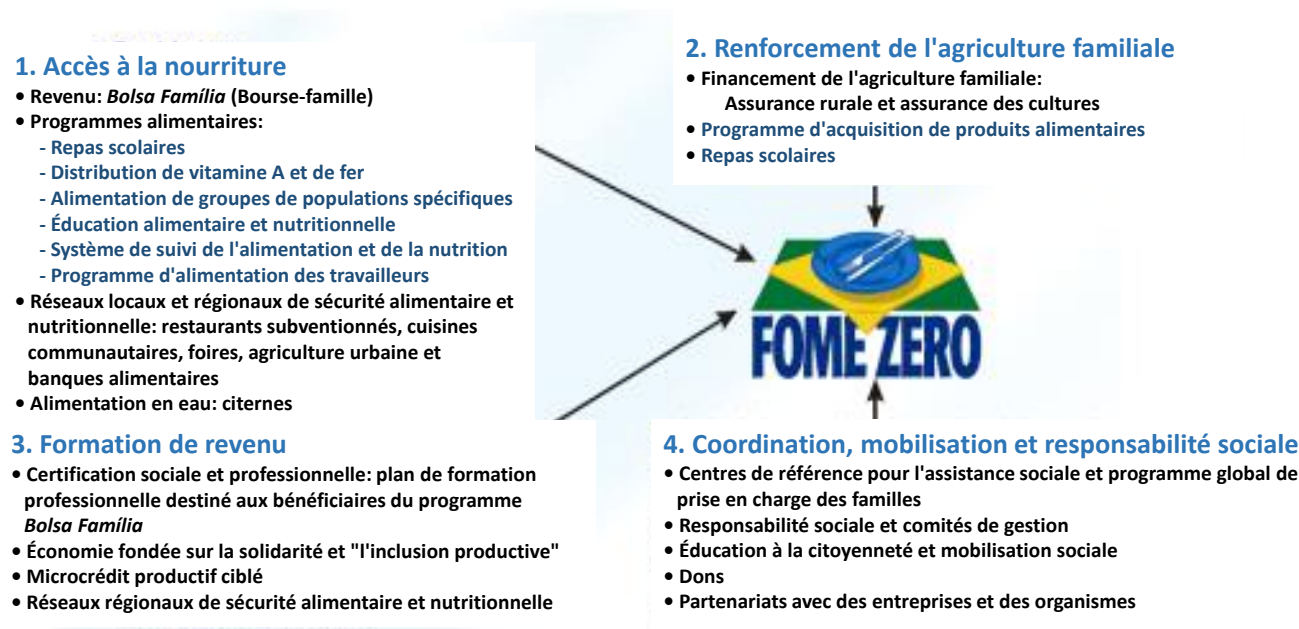 1. Accès à la nourriture
• Revenu: Bolsa Família (Bourse-famille)
• Programmes alimentaires:
- Repas scolaires
- Distribution de vitamine A et de fer
- Alimentation de groupes de populations spécifiques
- Éducation alimentaire et nutritionnelle
- Système de suivi de l'alimentation et de la nutrition
- Programme d'alimentation des travailleurs
• Réseaux locaux et régionaux de sécurité alimentaire et
nutritionnelle: restaurants subventionnés, cuisines
communautaires, foires, agriculture urbaine et
banques alimentaires
• Alimentation en eau: citernes
2. Renforcement de l'agriculture familiale
• Financement de l'agriculture familiale:
Assurance rurale et assurance des cultures
• Programme d'acquisition de produits alimentaires
• Repas scolaires
FOME ZERO
3. Formation de revenu
• Certification sociale et professionnelle: plan de formation
professionnelle destiné aux bénéficiaires du programme
Bolsa Família
• Économie fondée sur la solidarité et "l'inclusion productive"
• Microcrédit productif ciblé
• Réseaux régionaux de sécurité alimentaire et nutritionnelle
4. Coordination, mobilisation et responsabilité sociale
• Centres de référence pour l'assistance sociale et programme global de
prise en charge des familles
• Responsabilité sociale et comités de gestion
• Éducation à la citoyenneté et mobilisation sociale
• Dons
• Partenariats avec des entreprises et des organismes